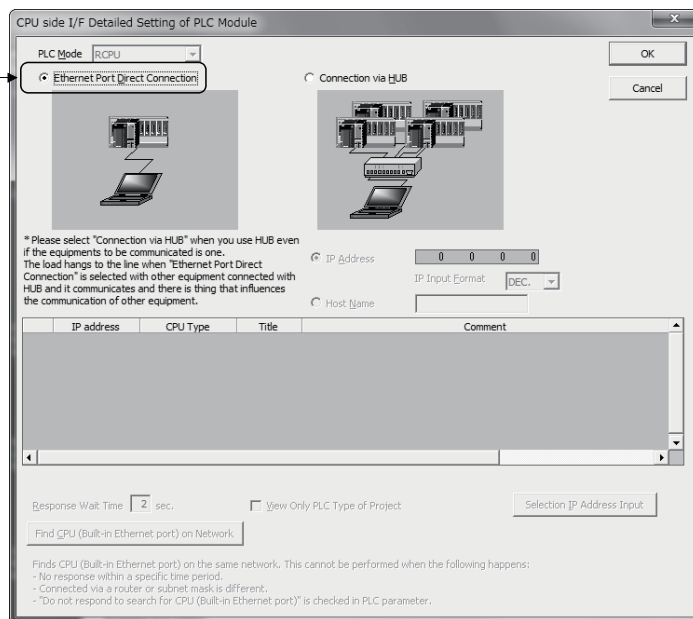 CPU side I/F Detailed Setting of PLC Module
PLC Mode RCPU
OK
Ethernet Port Direct Connection
Connection via HUB
Cancel
* Please select "Connection via HUB" when you use HUB even
if the equipments to be communicated is one.
The load hangs to the line when "Ethernet Port Direct
Connection" is selected with other equipment connected with
HUB and it communicates and there is thing that influences
the communication of other equipment.
IP Address 0 0 0 0
IP Input Format DEC.
Host Name
IP address CPU Type Title Comment
Response Wait Time 2 sec.
View Only PLC Type of Project
Selection IP Address Input
Find CPU (Built-in Ethernet port) on Network
Finds CPU (Built-in Ethernet port) on the same network. This cannot be performed when the following happens:
- No response within a specific time period.
- Connected via a router or subnet mask is different.
- "Do not respond to search for CPU (Built-in Ethernet port)" is checked in PLC parameter.